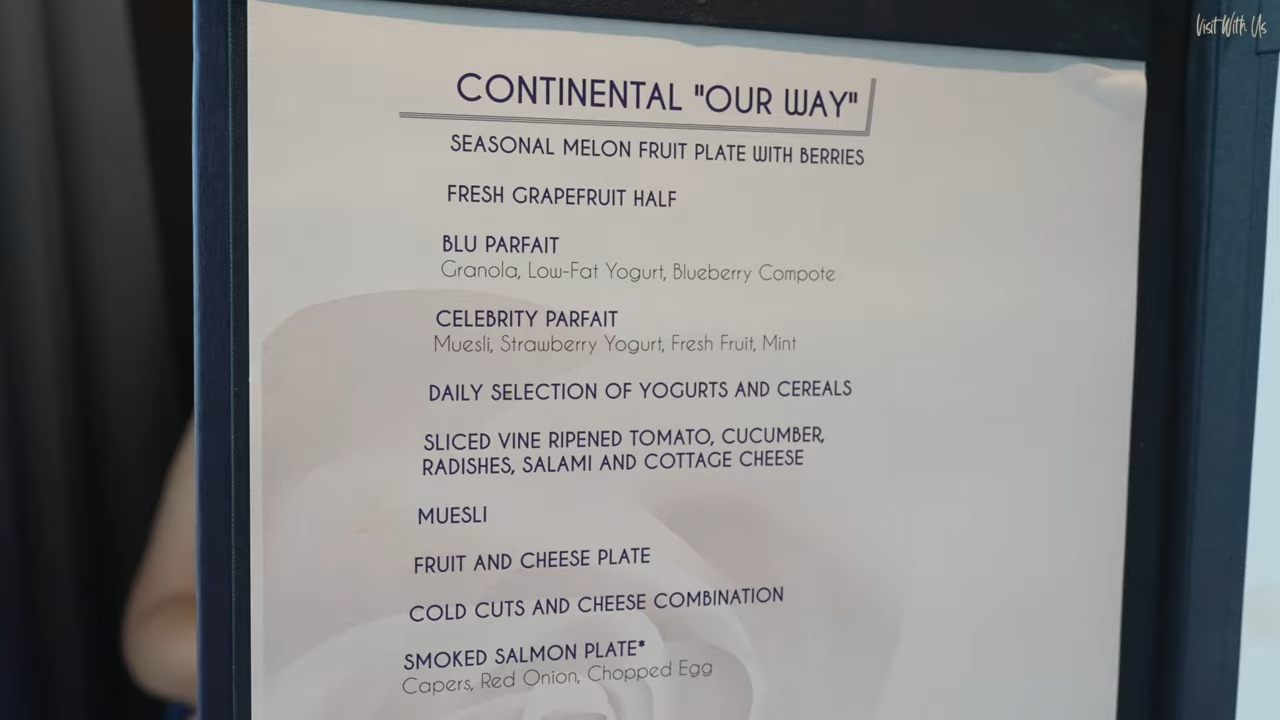 Visit With Us
CONTINENTAL "OUR WAY"
SEASONAL MELON FRUIT PLATE WITH BERRIES
FRESH GRAPEFRUIT HALF
BLU PARFAIT
Granola, Low-Fat Yogurt, Blueberry Compote
CELEBRITY PARFAIT
Muesli, Strawberry Yogurt, Fresh Fruit, Mint
DAILY SELECTION OF YOGURTS AND CEREALS
SLICED VINE RIPENED TOMATO, CUCUMBER,
RADISHES, SALAMI AND COTTAGE CHEESE
MUESLI
FRUIT AND CHEESE PLATE
COLD CUTS AND CHEESE COMBINATION
SMOKED SALMON PLATE*
Capers, Red Onion, Chopped Egg